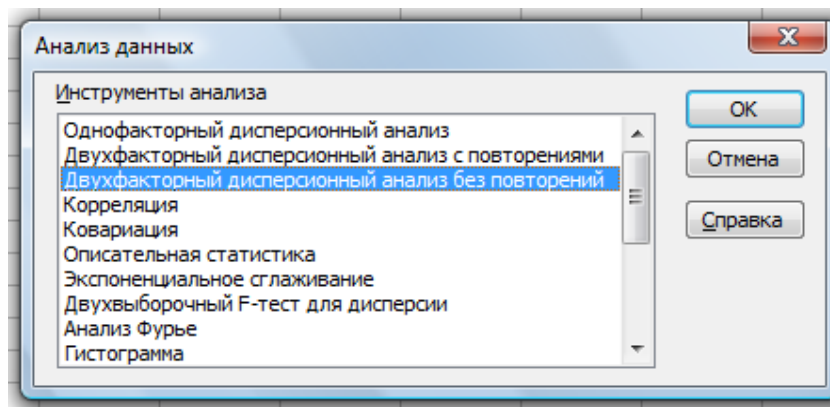 Анализ данных
Инструменты анализа
Однофакторный дисперсионный анализ
Двухфакторный дисперсионный анализ с повторениями
Двухфакторный дисперсионный анализ без повторений
Корреляция
Ковариация
Описательная статистика
Экспоненциальное сглаживание
Двухвыборочный F-тест для дисперсии
Анализ Фурье
Гистограмма
OK
Отмена
Справка